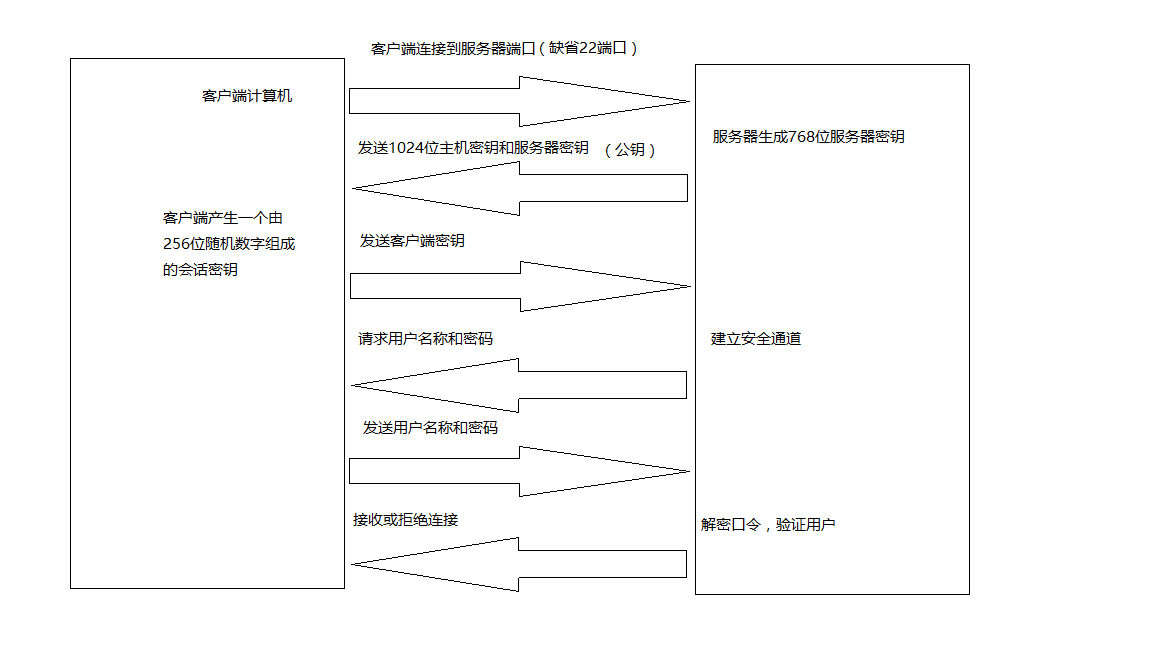 客户端连接到服务器端口（缺省22端口）
客户端计算机
服务器生成768位服务器密钥
发送1024位主机密钥和服务器密钥 （公钥）
客户端产生一个由
256位随机数字组成
的会话密钥
发送客户端密钥
请求用户名称和密码
建立安全通道
发送用户名称和密码
接收或拒绝连接
解密口令，验证用户